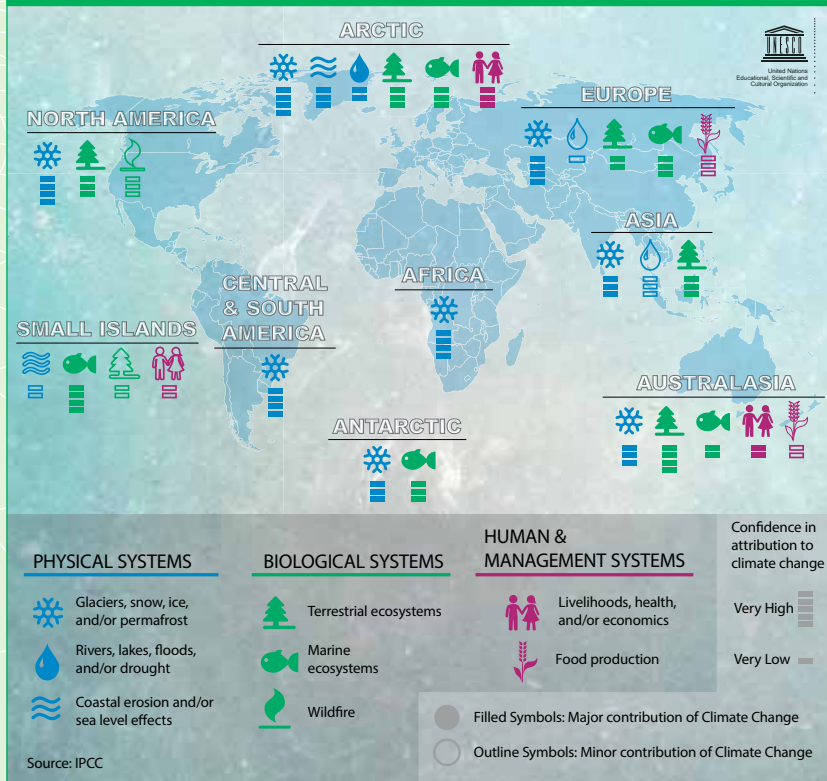 ARCTIC
UNESCO
United Nations
Educational, Scientific and
Cultural Organization
NORTH AMERICA
EUROPE
ASIA
AFRICA
CENTRAL
& SOUTH
AMERICA
SMALL ISLANDS
AUSTRALASIA
ANTARCTIC
PHYSICAL SYSTEMS
Glaciers, snow, ice,
and/or permafrost
Rivers, lakes, floods,
and/or drought
Coastal erosion and/or
sea level effects
BIOLOGICAL SYSTEMS
Terrestrial ecosystems
Marine
ecosystems
Wildfire
HUMAN &
MANAGEMENT SYSTEMS
Livelihoods, health,
and/or economics
Food production
Confidence in
attribution to
climate change
Very High
Very Low
Filled Symbols: Major contribution of Climate Change
Outline Symbols: Minor contribution of Climate Change
Source: IPCC